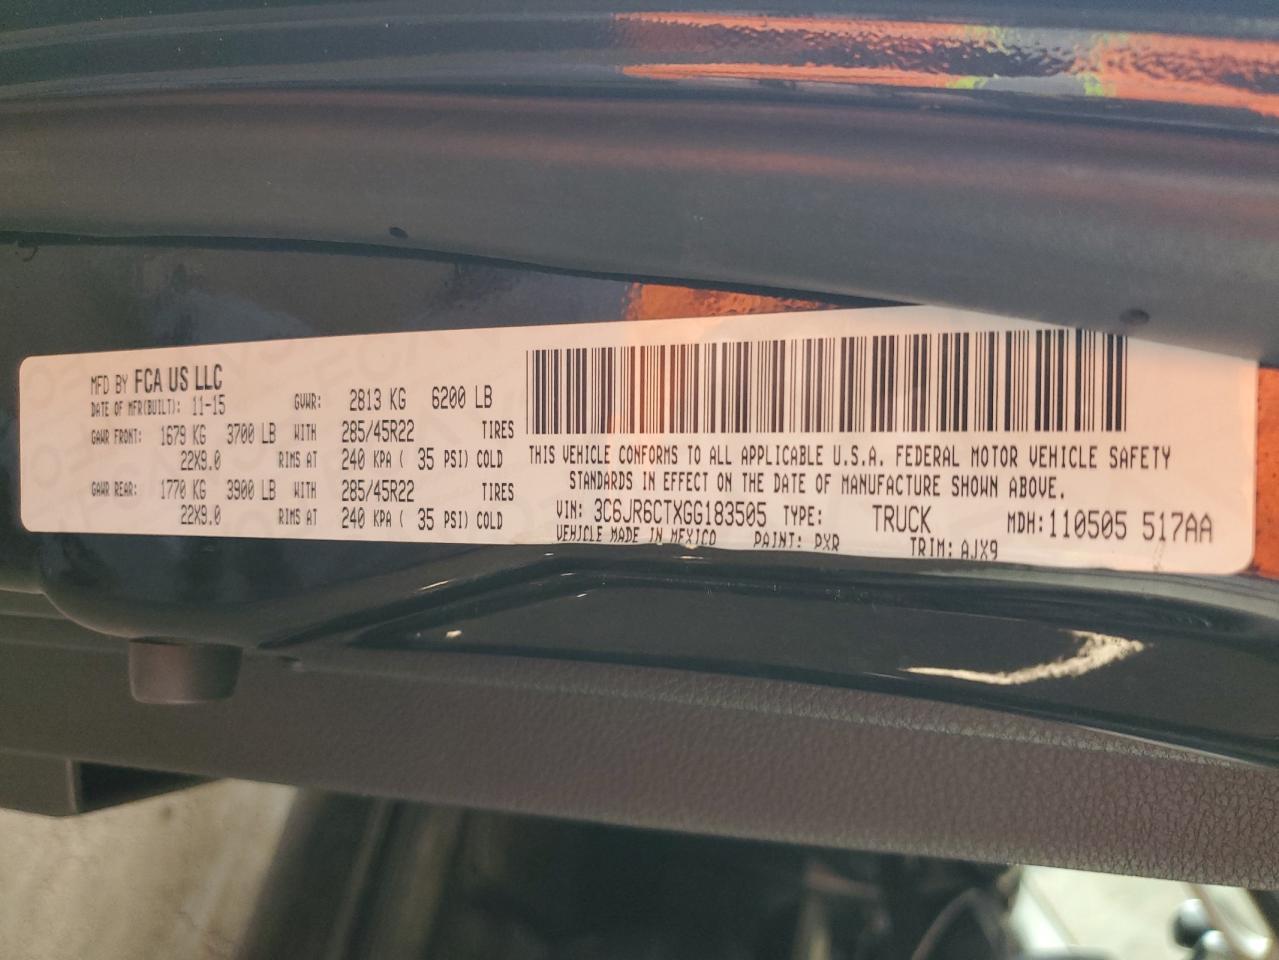 MFD BY FCA US LLC
DATE OF MFR(BUILT): 11-15 GVWR: 2813 KG 6200 LB
GAWR FRONT: 1679 KG 3700 LB WITH 285/45R22 TIRES
22X9.0 RIMS AT 240 KPA ( 35 PSI) COLD
GAWR REAR: 1770 KG 3900 LB WITH 285/45R22 TIRES
22X9.0 RIMS AT 240 KPA ( 35 PSI) COLD
THIS VEHICLE CONFORMS TO ALL APPLICABLE U.S.A. FEDERAL MOTOR VEHICLE SAFETY
STANDARDS IN EFFECT ON THE DATE OF MANUFACTURE SHOWN ABOVE.
VIN: 3C6JR6CTXGG183505 TYPE: TRUCK MDH: 110505 517AA
VEHICLE MADE IN MEXICO PAINT: PXR TRIM: AJX9